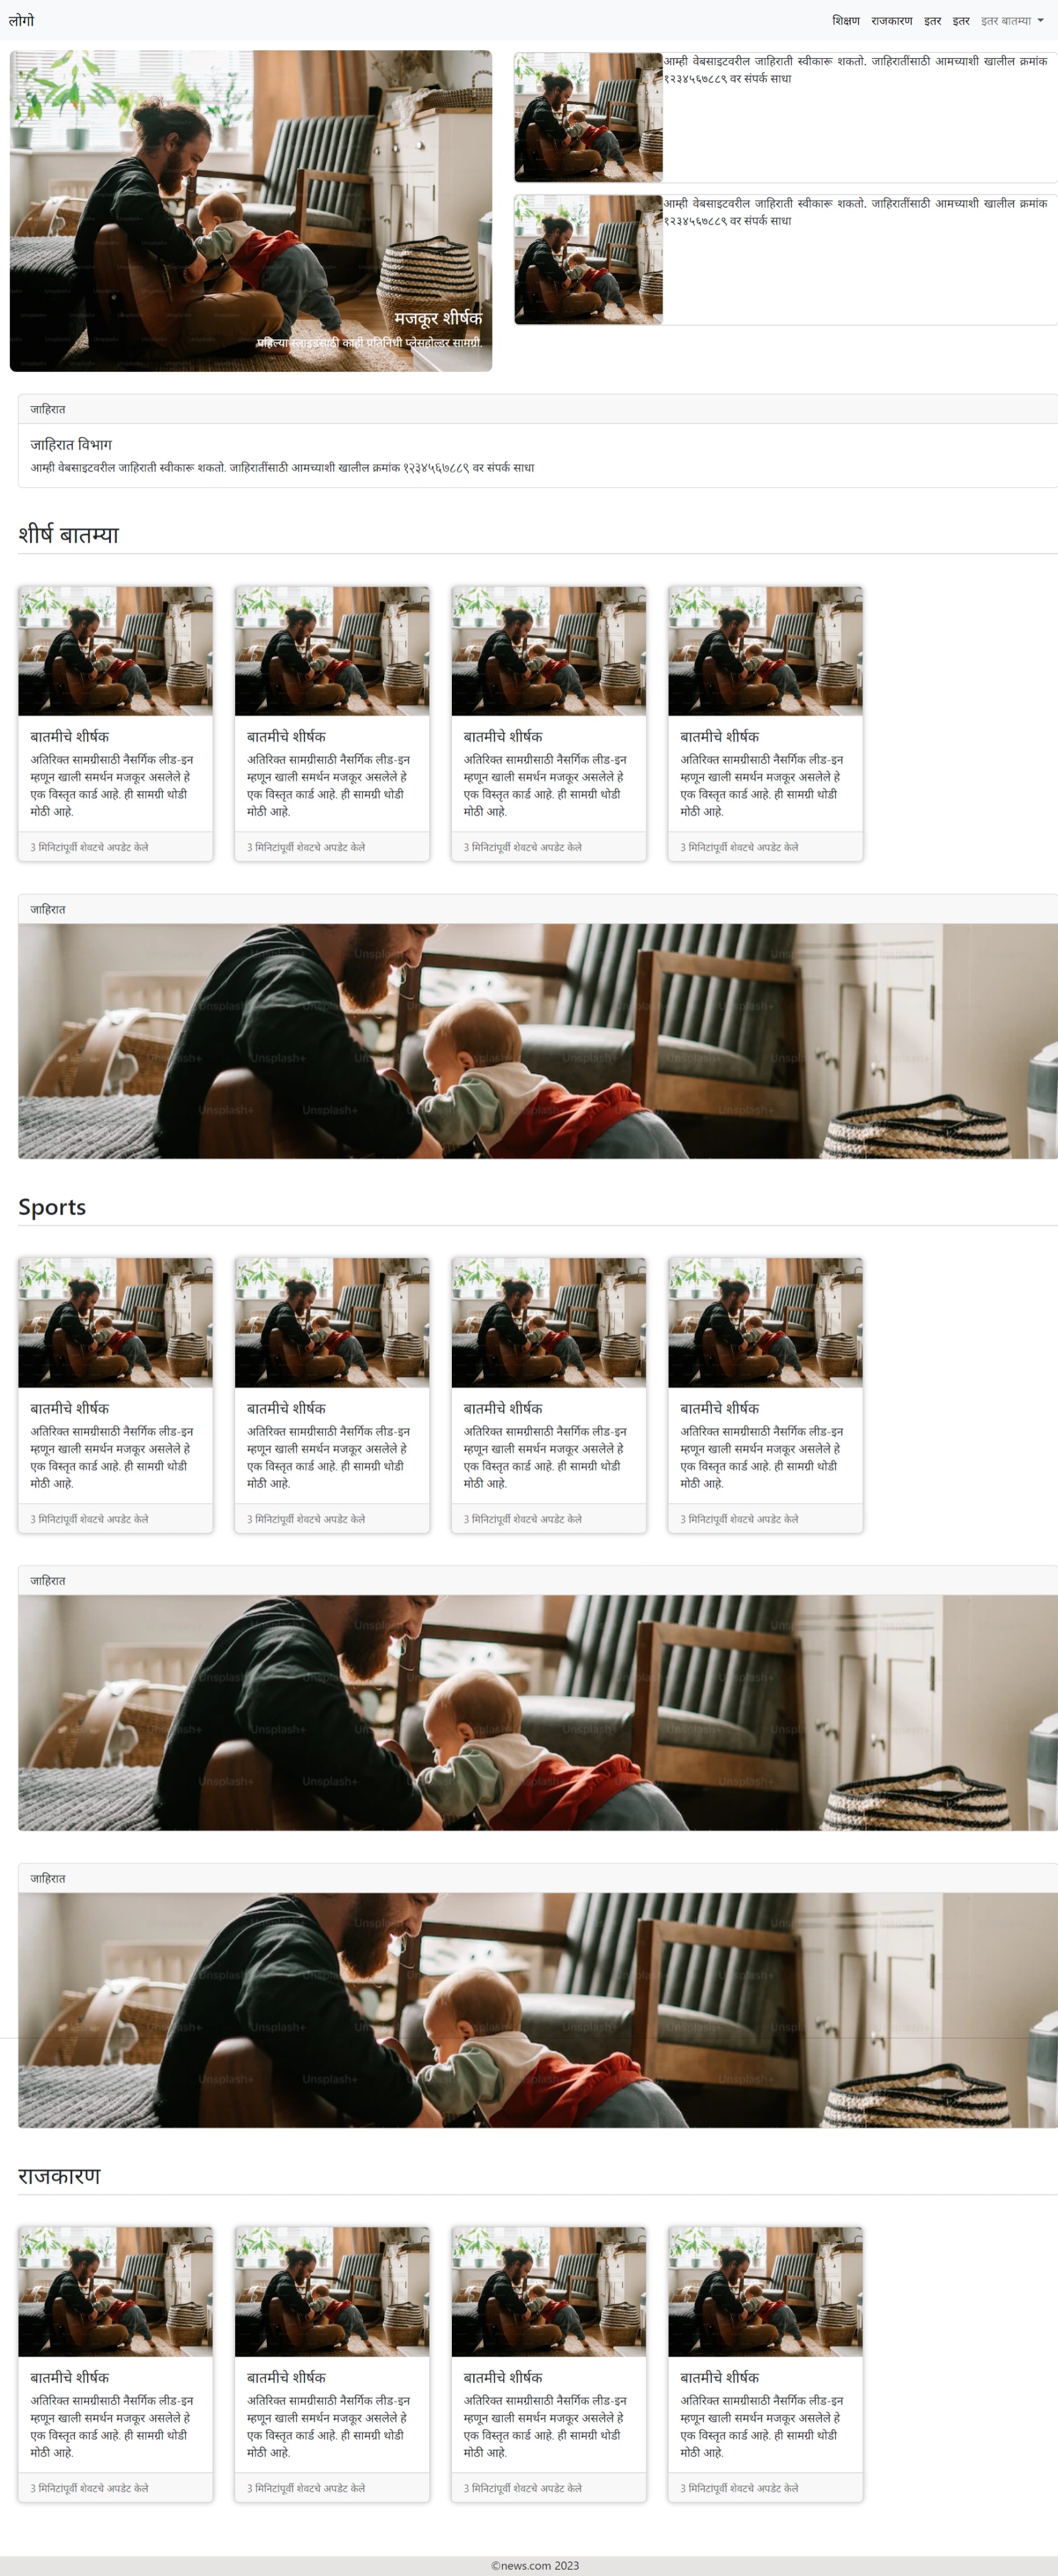 लोगो
शिक्षण राजकारण इतर इतर इतर बातम्या
मजकूर शीर्षक
पहिल्या स्लाइडसाठी काही प्रतिनिधी प्लेसहोल्डर सामग्री.
आम्ही वेबसाइटवरील जाहिराती स्वीकारू शकतो. जाहिरातींसाठी आमच्याशी खालील क्रमांक
१२३४५६७८८९ वर संपर्क साधा
आम्ही वेबसाइटवरील जाहिराती स्वीकारू शकतो. जाहिरातींसाठी आमच्याशी खालील क्रमांक
१२३४५६७८८९ वर संपर्क साधा
जाहिरात
जाहिरात विभाग
आम्ही वेबसाइटवरील जाहिराती स्वीकारू शकतो. जाहिरातींसाठी आमच्याशी खालील क्रमांक १२३४५६७८८९ वर संपर्क साधा
शीर्ष बातम्या
बातमीचे शीर्षक
अतिरिक्त सामग्रीसाठी नैसर्गिक लीड-इन
म्हणून खाली समर्थन मजकूर असलेले हे
एक विस्तृत कार्ड आहे. ही सामग्री थोडी
मोठी आहे.
3 मिनिटांपूर्वी शेवटचे अपडेट केले
बातमीचे शीर्षक
अतिरिक्त सामग्रीसाठी नैसर्गिक लीड-इन
म्हणून खाली समर्थन मजकूर असलेले हे
एक विस्तृत कार्ड आहे. ही सामग्री थोडी
मोठी आहे.
3 मिनिटांपूर्वी शेवटचे अपडेट केले
बातमीचे शीर्षक
अतिरिक्त सामग्रीसाठी नैसर्गिक लीड-इन
म्हणून खाली समर्थन मजकूर असलेले हे
एक विस्तृत कार्ड आहे. ही सामग्री थोडी
मोठी आहे.
3 मिनिटांपूर्वी शेवटचे अपडेट केले
बातमीचे शीर्षक
अतिरिक्त सामग्रीसाठी नैसर्गिक लीड-इन
म्हणून खाली समर्थन मजकूर असलेले हे
एक विस्तृत कार्ड आहे. ही सामग्री थोडी
मोठी आहे.
3 मिनिटांपूर्वी शेवटचे अपडेट केले
जाहिरात
Sports
बातमीचे शीर्षक
अतिरिक्त सामग्रीसाठी नैसर्गिक लीड-इन
म्हणून खाली समर्थन मजकूर असलेले हे
एक विस्तृत कार्ड आहे. ही सामग्री थोडी
मोठी आहे.
3 मिनिटांपूर्वी शेवटचे अपडेट केले
बातमीचे शीर्षक
अतिरिक्त सामग्रीसाठी नैसर्गिक लीड-इन
म्हणून खाली समर्थन मजकूर असलेले हे
एक विस्तृत कार्ड आहे. ही सामग्री थोडी
मोठी आहे.
3 मिनिटांपूर्वी शेवटचे अपडेट केले
बातमीचे शीर्षक
अतिरिक्त सामग्रीसाठी नैसर्गिक लीड-इन
म्हणून खाली समर्थन मजकूर असलेले हे
एक विस्तृत कार्ड आहे. ही सामग्री थोडी
मोठी आहे.
3 मिनिटांपूर्वी शेवटचे अपडेट केले
बातमीचे शीर्षक
अतिरिक्त सामग्रीसाठी नैसर्गिक लीड-इन
म्हणून खाली समर्थन मजकूर असलेले हे
एक विस्तृत कार्ड आहे. ही सामग्री थोडी
मोठी आहे.
3 मिनिटांपूर्वी शेवटचे अपडेट केले
जाहिरात
जाहिरात
राजकारण
बातमीचे शीर्षक
अतिरिक्त सामग्रीसाठी नैसर्गिक लीड-इन
म्हणून खाली समर्थन मजकूर असलेले हे
एक विस्तृत कार्ड आहे. ही सामग्री थोडी
मोठी आहे.
3 मिनिटांपूर्वी शेवटचे अपडेट केले
बातमीचे शीर्षक
अतिरिक्त सामग्रीसाठी नैसर्गिक लीड-इन
म्हणून खाली समर्थन मजकूर असलेले हे
एक विस्तृत कार्ड आहे. ही सामग्री थोडी
मोठी आहे.
3 मिनिटांपूर्वी शेवटचे अपडेट केले
बातमीचे शीर्षक
अतिरिक्त सामग्रीसाठी नैसर्गिक लीड-इन
म्हणून खाली समर्थन मजकूर असलेले हे
एक विस्तृत कार्ड आहे. ही सामग्री थोडी
मोठी आहे.
3 मिनिटांपूर्वी शेवटचे अपडेट केले
बातमीचे शीर्षक
अतिरिक्त सामग्रीसाठी नैसर्गिक लीड-इन
म्हणून खाली समर्थन मजकूर असलेले हे
एक विस्तृत कार्ड आहे. ही सामग्री थोडी
मोठी आहे.
3 मिनिटांपूर्वी शेवटचे अपडेट केले
©news.com 2023